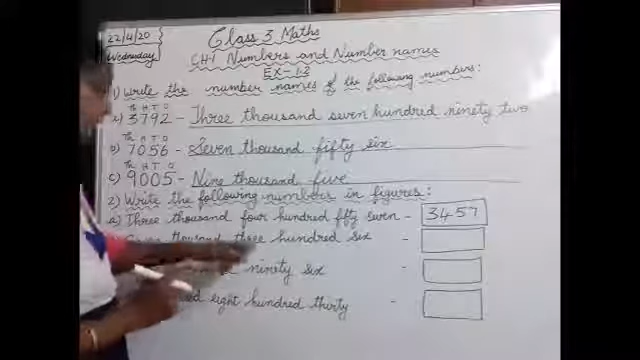 22/4/20
Wednesday
Class 3 Maths
CH-1 Numbers and Number names
EX-1.2
1) Write the number names of the following numbers:
Th H T O
a) 3792 - Three thousand seven hundred ninety two
Th H T O
b) 7056 - Seven thousand fifty six
Th H T O
c) 9005 - Nine thousand five
2) Write the following numbers in figures:
a) Three thousand four hundred fifty seven - 3457
Seven thousand three hundred six -
ninety six -
eight hundred thirty -